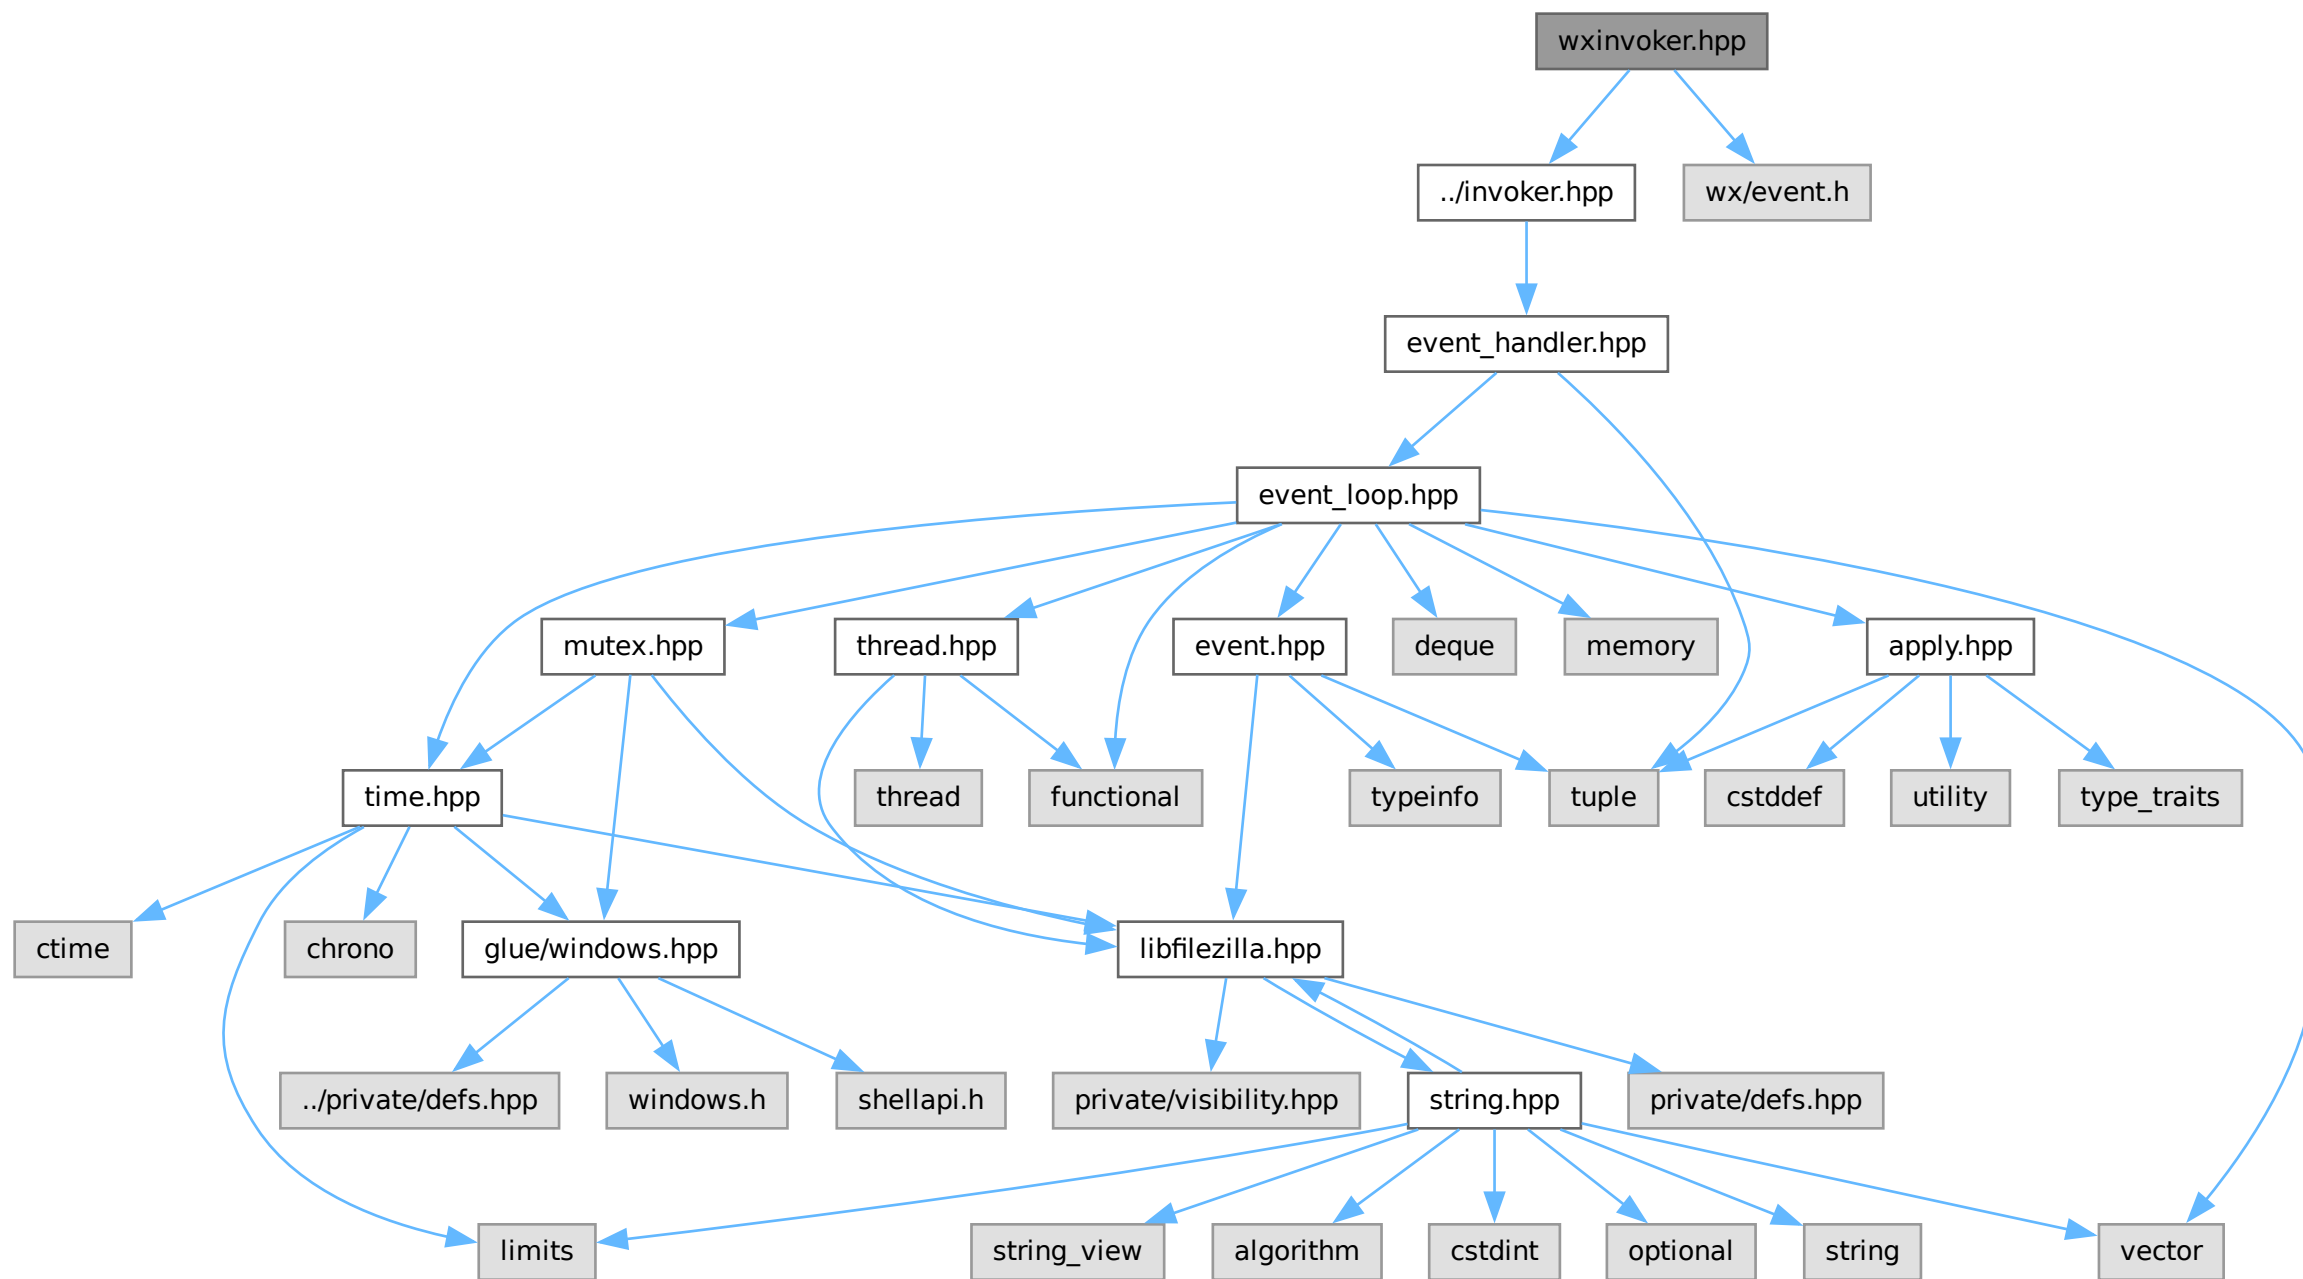 wxinvoker.hpp
../invoker.hpp
wx/event.h
event_handler.hpp
event_loop.hpp
mutex.hpp
thread.hpp
event.hpp
deque
memory
apply.hpp
time.hpp
thread
functional
typeinfo
tuple
cstddef
utility
type_traits
ctime
chrono
glue/windows.hpp
libfilezilla.hpp
../private/defs.hpp
windows.h
shellapi.h
private/visibility.hpp
string.hpp
private/defs.hpp
limits
string_view
algorithm
cstdint
optional
string
vector